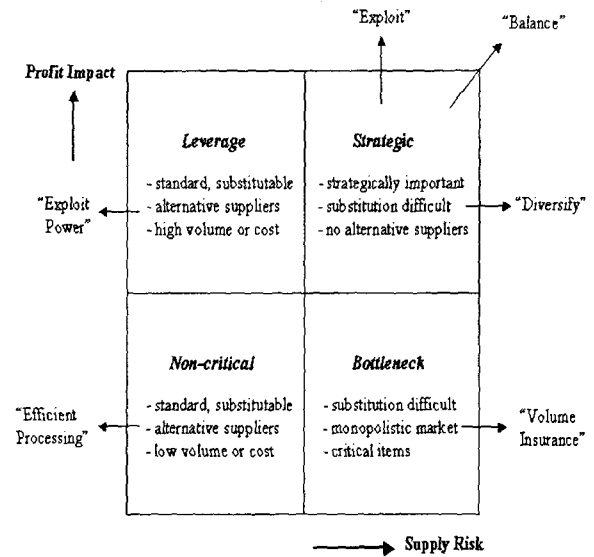 “Exploit”
“Balance”
Profit Impact
Leverage
- standard, substitutable
- alternative suppliers
- high volume or cost
Strategic
- strategically important
- substitution difficult
- no alternative suppliers
“Exploit
Power”
“Diversify”
Non-critical
- standard, substitutable
- alternative suppliers
- low volume or cost
Bottleneck
- substitution difficult
- monopolistic market
- critical items
“Efficient
Processing”
“Volume
Insurance”
Supply Risk